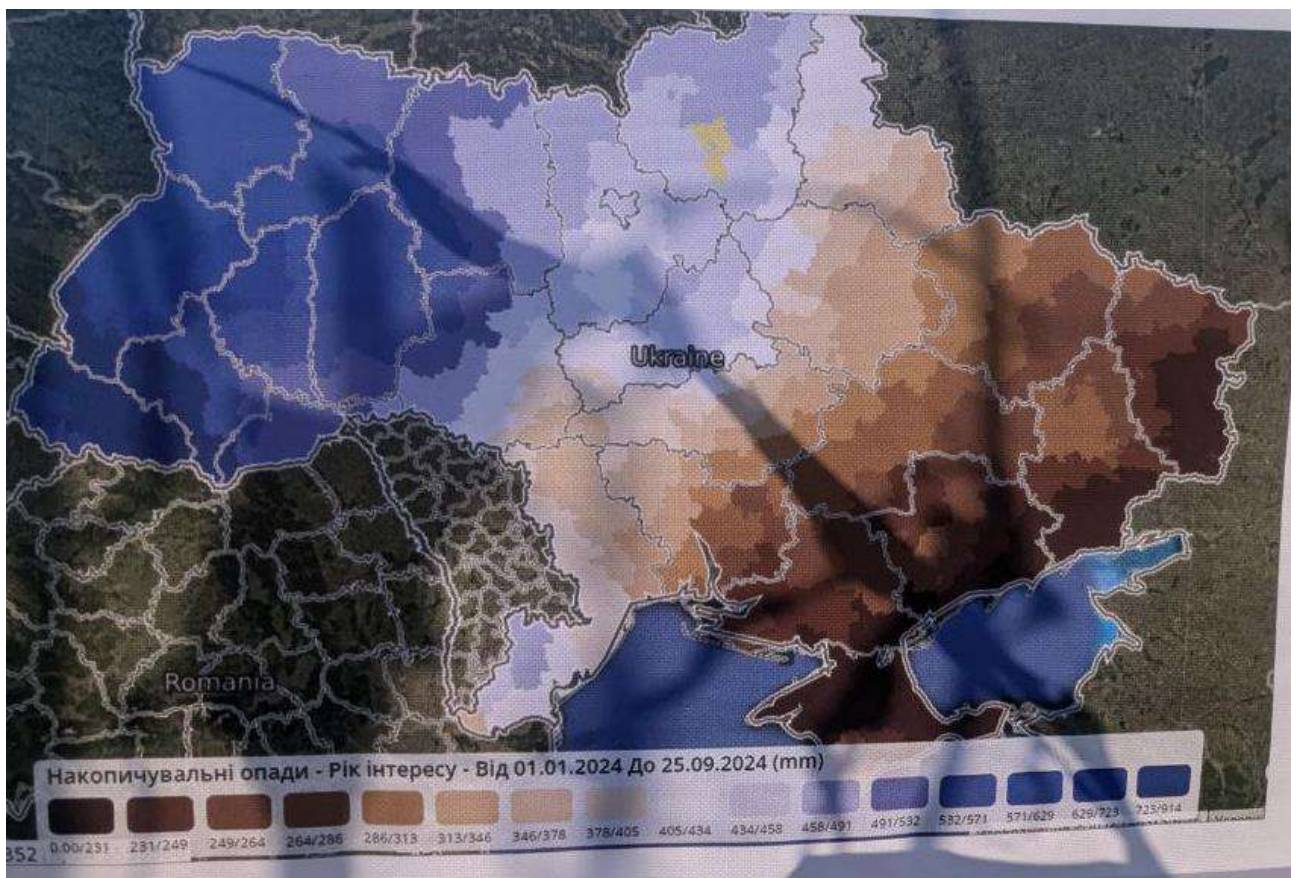 Ukraine
Romania
Накопичувальні опади - Рік інтересу - Від 01.01.2024 До 25.09.2024 (mm)
0.00/231 231/249 249/264 264/286 286/313 313/346 346/378 378/405 405/434 434/458 458/491 491/532 532/571 571/629 629/723 723/914
352